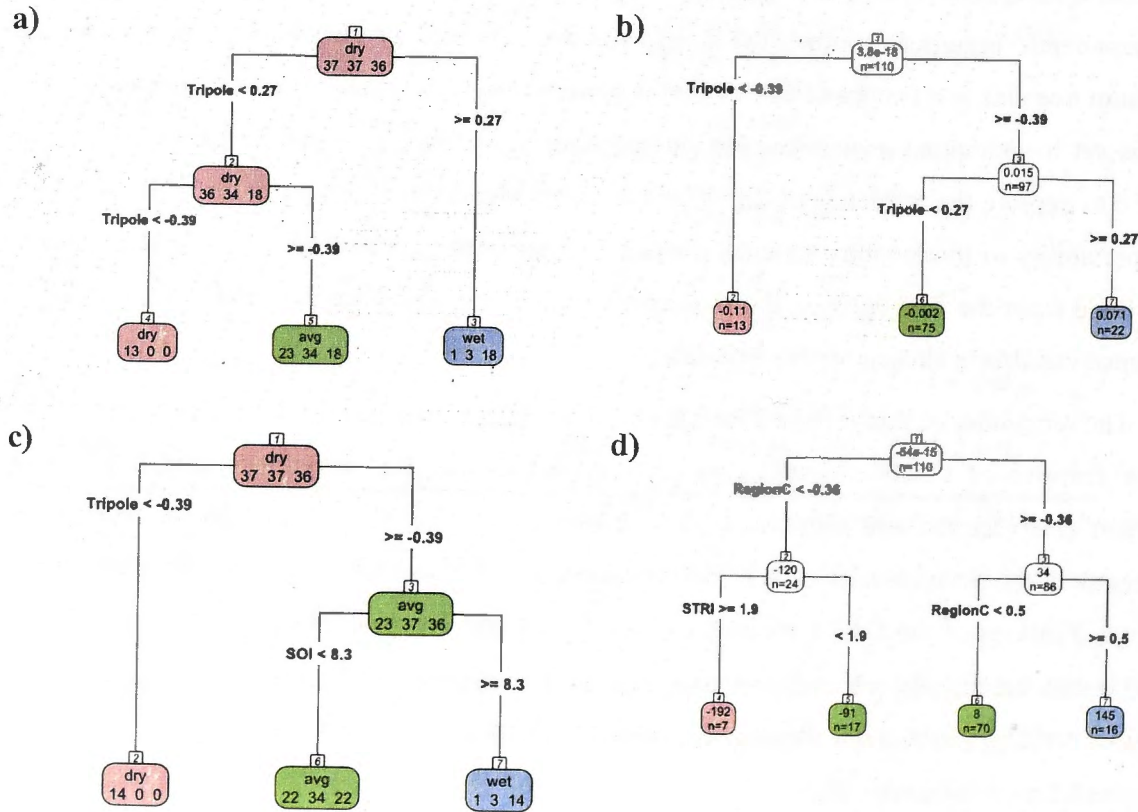 a)
1
dry
37 37 36
Tripole < 0.27
>= 0.27
2
dry
36 34 18
Tripole < -0.39
>= -0.39
4
dry
13 0 0
5
avg
23 34 18
3
wet
1 3 18
b)
1
3.8e-18
n=110
Tripole < -0.39
>= -0.39
3
0.015
n=97
Tripole < 0.27
>= 0.27
2
-0.11
n=13
6
-0.002
n=75
7
0.071
n=22
c)
1
dry
37 37 36
Tripole < -0.39
>= -0.39
3
avg
23 37 36
SOI < 8.3
>= 8.3
2
dry
14 0 0
6
avg
22 34 22
7
wet
1 3 14
d)
1
-54e-15
n=110
RegionC < -0.36
>= -0.36
2
-120
n=24
3
34
n=86
STRI >= 1.9
< 1.9
RegionC < 0.5
>= 0.5
4
-192
n=7
5
-91
n=17
6
8
n=70
7
145
n=16